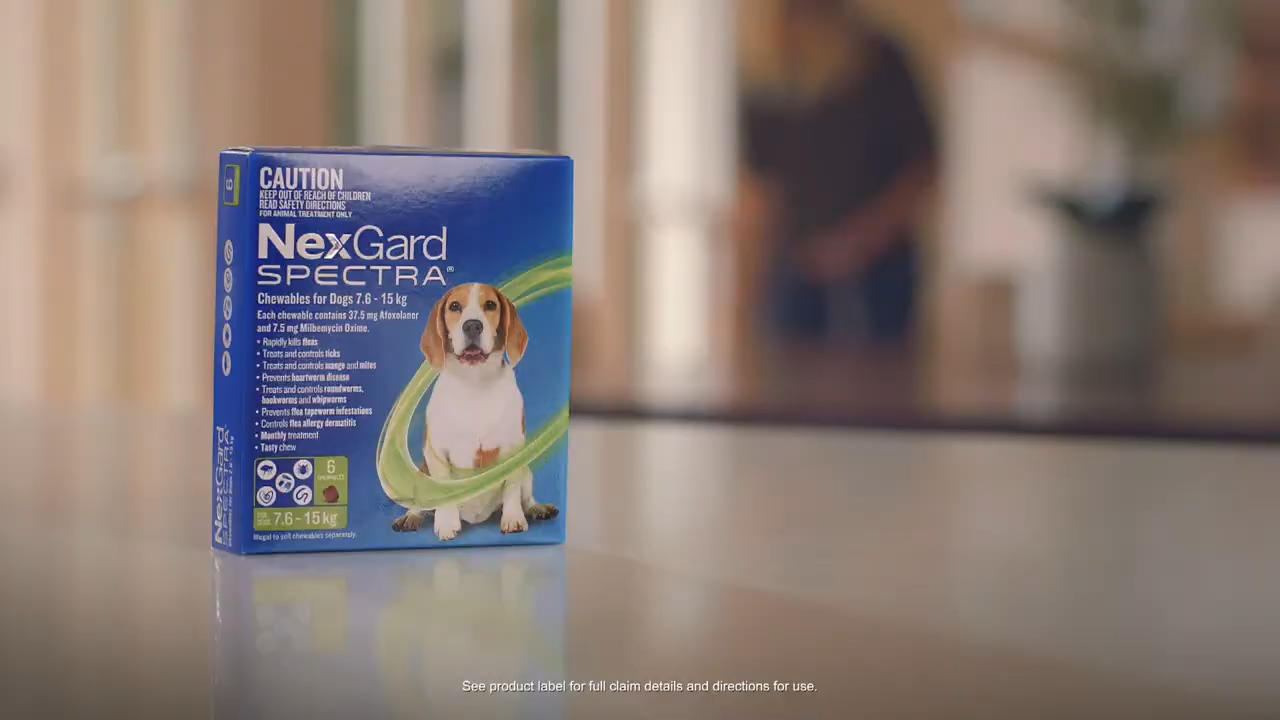 6
CAUTION
KEEP OUT OF REACH OF CHILDREN
READ SAFETY DIRECTIONS
FOR ANIMAL TREATMENT ONLY
NexGard
SPECTRA®
Chewables for Dogs 7.6 - 15 kg
Each chewable contains 37.5 mg Afoxolaner
and 7.5 mg Milbemycin Oxime.
• Rapidly kills fleas
• Treats and controls ticks
• Treats and controls mange and mites
• Prevents heartworm disease
• Treats and controls roundworms,
hookworms and whipworms
• Prevents flea tapeworm infestations
• Controls flea allergy dermatitis
• Monthly treatment
• Tasty chew
6
CHEWABLES
7.6 - 15 kg
Illegal to sell chewables separately.
NexGard
SPECTRA
See product label for full claim details and directions for use.